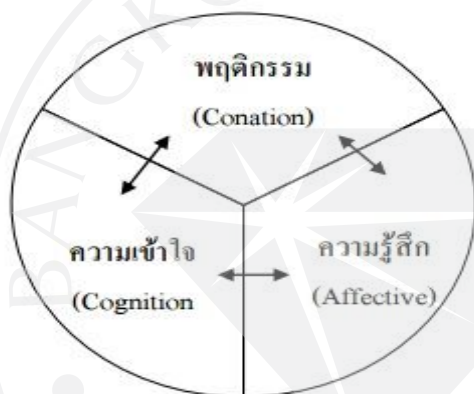 พฤติกรรม
(Conation)
ความเข้าใจ
(Cognition
ความรู้สึก
(Affective)
BANGKO